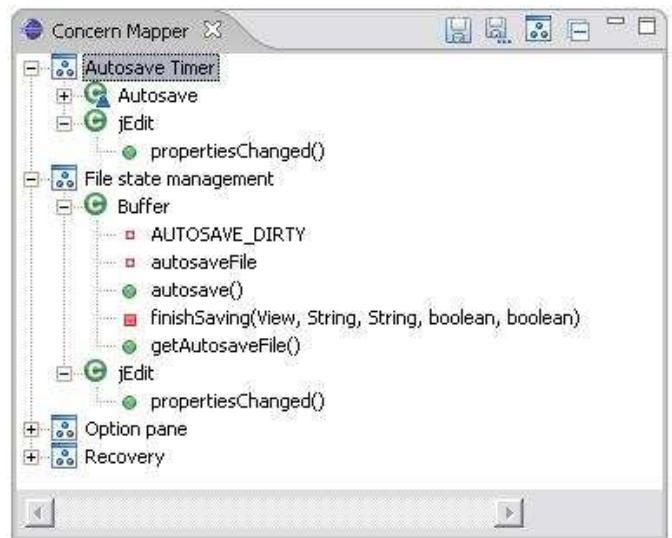 Concern Mapper
Autosave Timer
Autosave
jEdit
propertiesChanged()
File state management
Buffer
AUTOSAVE_DIRTY
autosaveFile
autosave()
finishSaving(View, String, String, boolean, boolean)
getAutosaveFile()
jEdit
propertiesChanged()
Option pane
Recovery